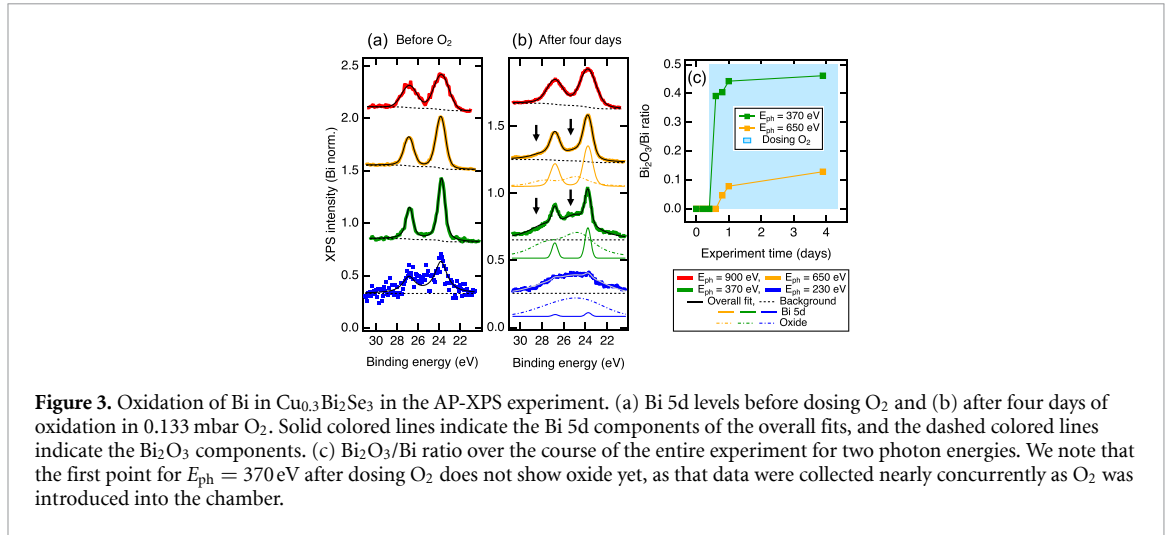 (a) Before O₂
(b) After four days
XPS intensity (Bi norm.)
2.5
2.0
1.5
1.0
0.5
0.0
30 28 26 24 22
Binding energy (eV)
1.5
1.0
0.5
0.0
30 28 26 24 22
Binding energy (eV)
(c)
Bi₂O₃/Bi ratio
0.5
0.4
0.3
0.2
0.1
0.0
E_ph = 370 eV
E_ph = 650 eV
Dosing O₂
0 1 2 3 4
Experiment time (days)
E_ph = 900 eV, E_ph = 650 eV
E_ph = 370 eV, E_ph = 230 eV
Overall fit, Background
Bi 5d
Oxide
Figure 3. Oxidation of Bi in Cu₀.₃Bi₂Se₃ in the AP-XPS experiment. (a) Bi 5d levels before dosing O₂ and (b) after four days of
oxidation in 0.133 mbar O₂. Solid colored lines indicate the Bi 5d components of the overall fits, and the dashed colored lines
indicate the Bi₂O₃ components. (c) Bi₂O₃/Bi ratio over the course of the entire experiment for two photon energies. We note that
the first point for E_ph = 370 eV after dosing O₂ does not show oxide yet, as that data were collected nearly concurrently as O₂ was
introduced into the chamber.